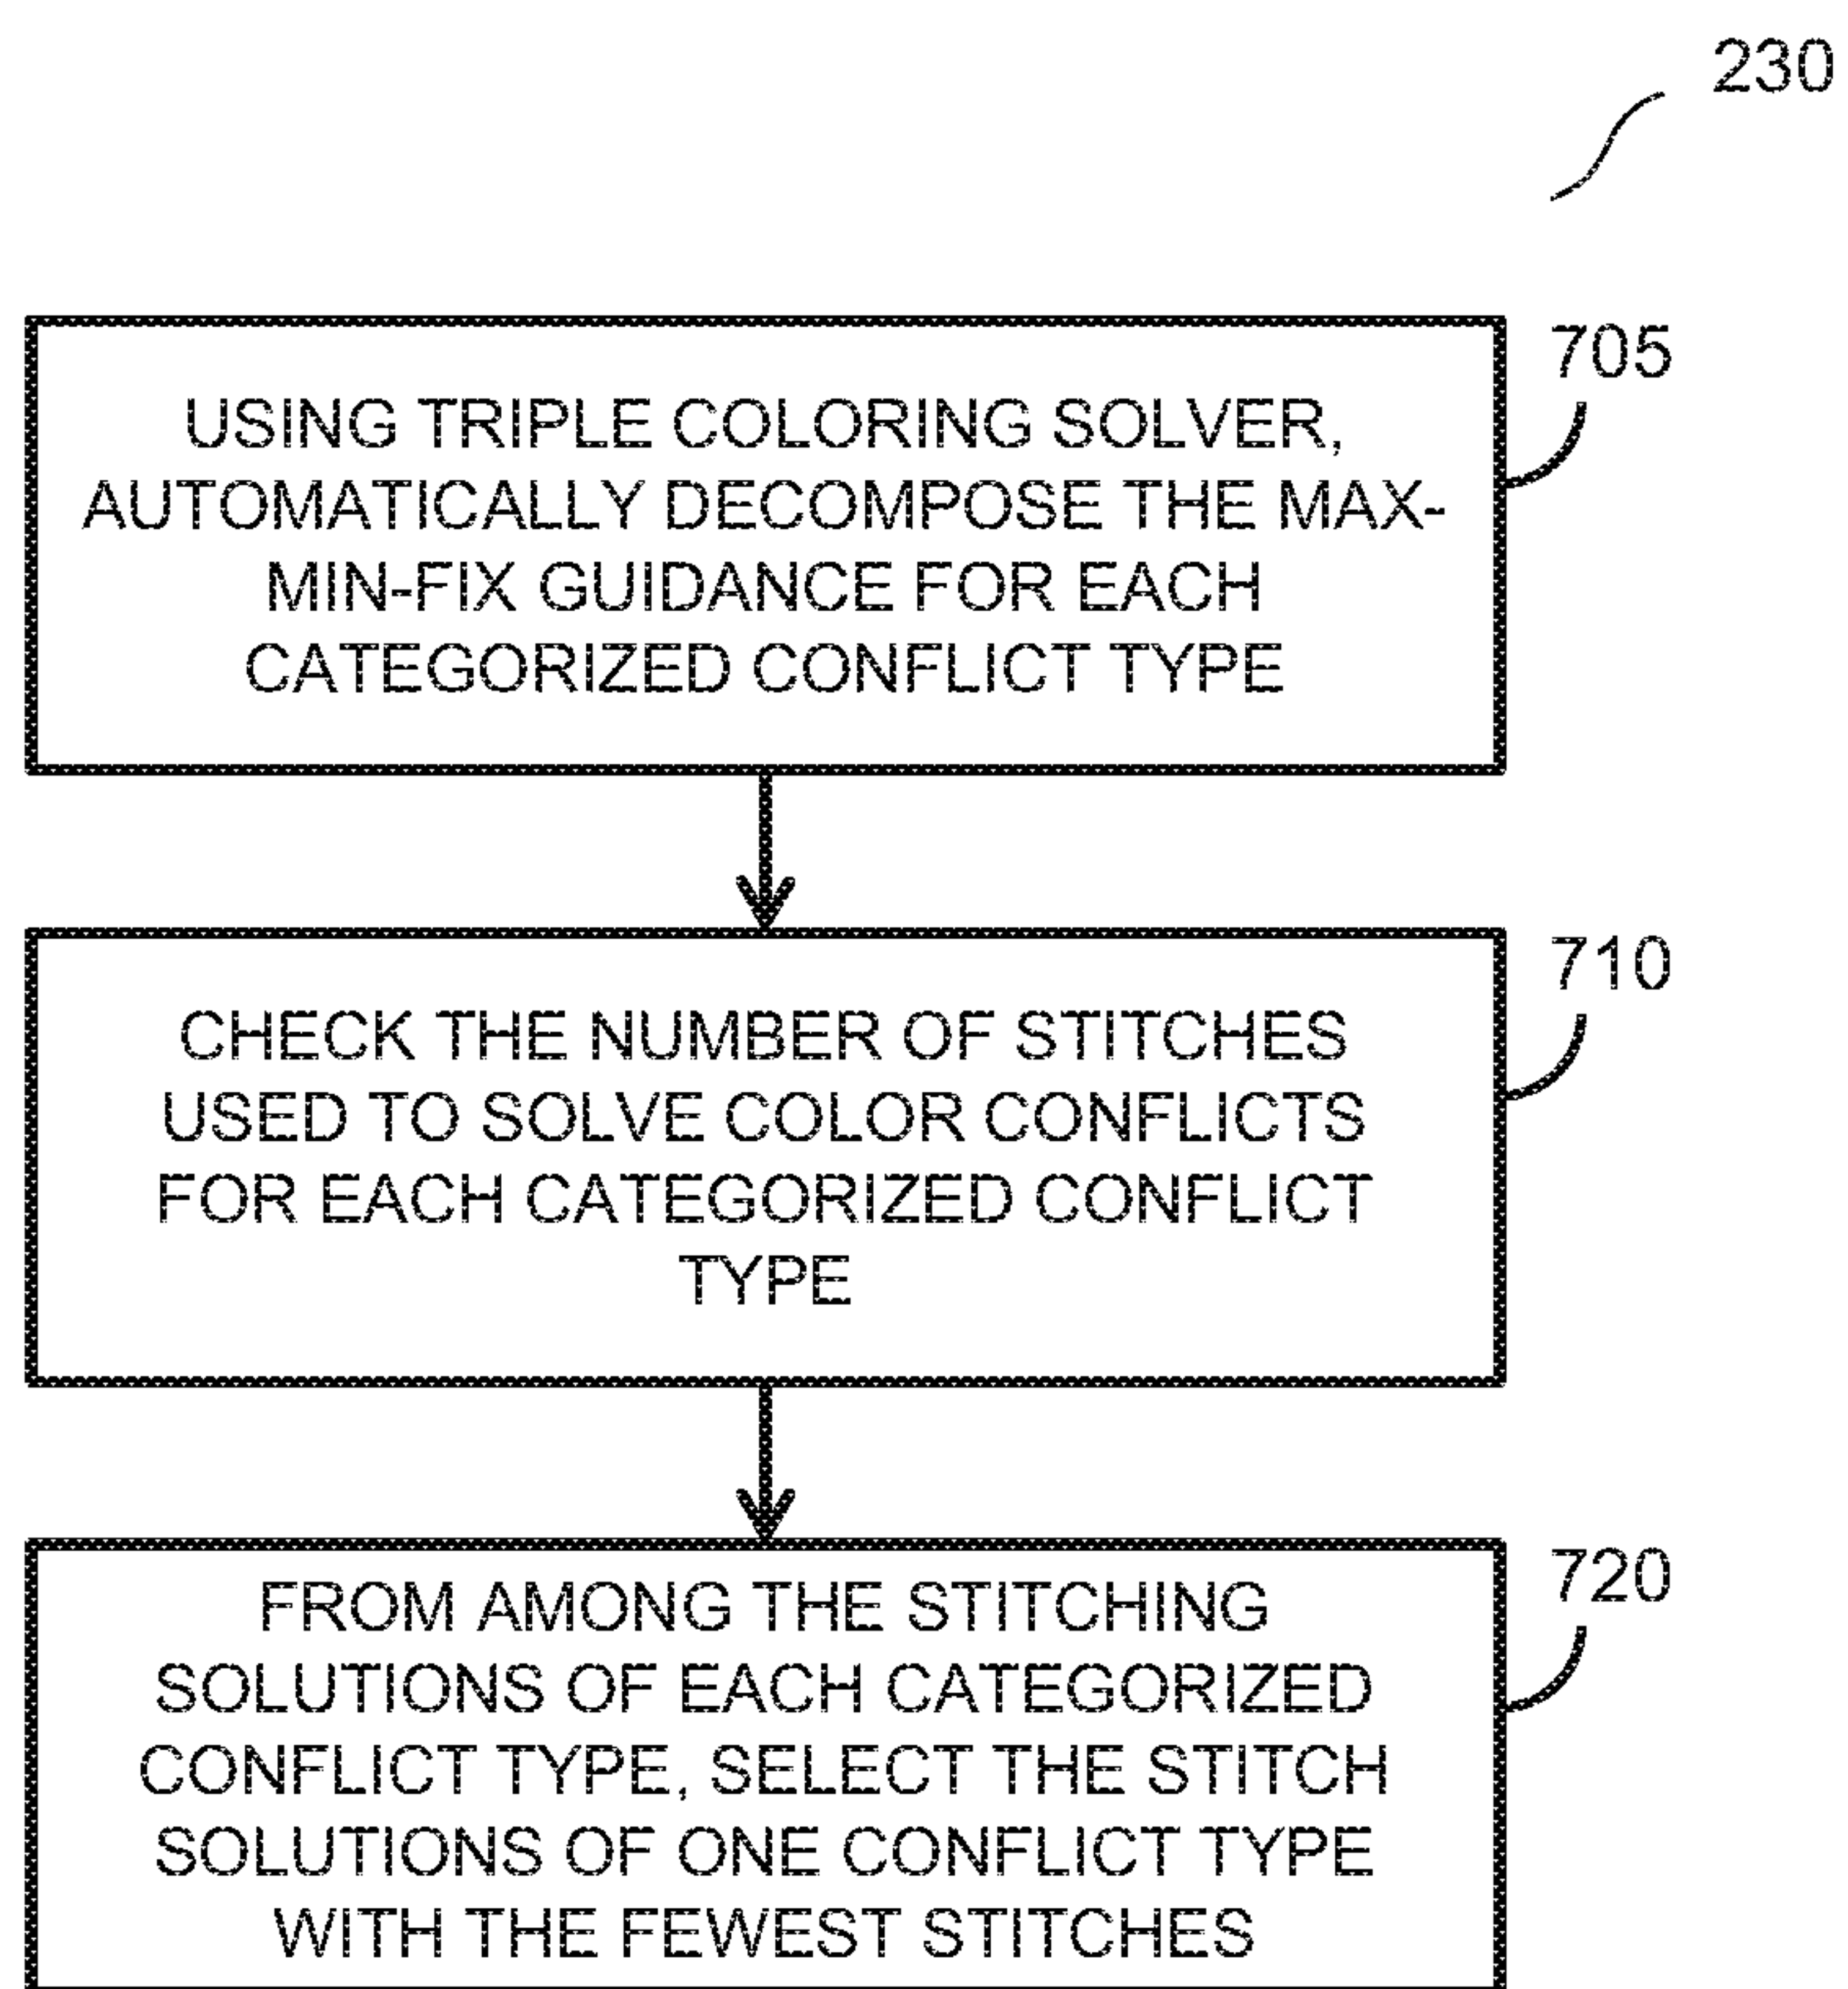 230
705
USING TRIPLE COLORING SOLVER,
AUTOMATICALLY DECOMPOSE THE MAX-
MIN-FIX GUIDANCE FOR EACH
CATEGORIZED CONFLICT TYPE
710
CHECK THE NUMBER OF STITCHES
USED TO SOLVE COLOR CONFLICTS
FOR EACH CATEGORIZED CONFLICT
TYPE
720
FROM AMONG THE STITCHING
SOLUTIONS OF EACH CATEGORIZED
CONFLICT TYPE, SELECT THE STITCH
SOLUTIONS OF ONE CONFLICT TYPE
WITH THE FEWEST STITCHES